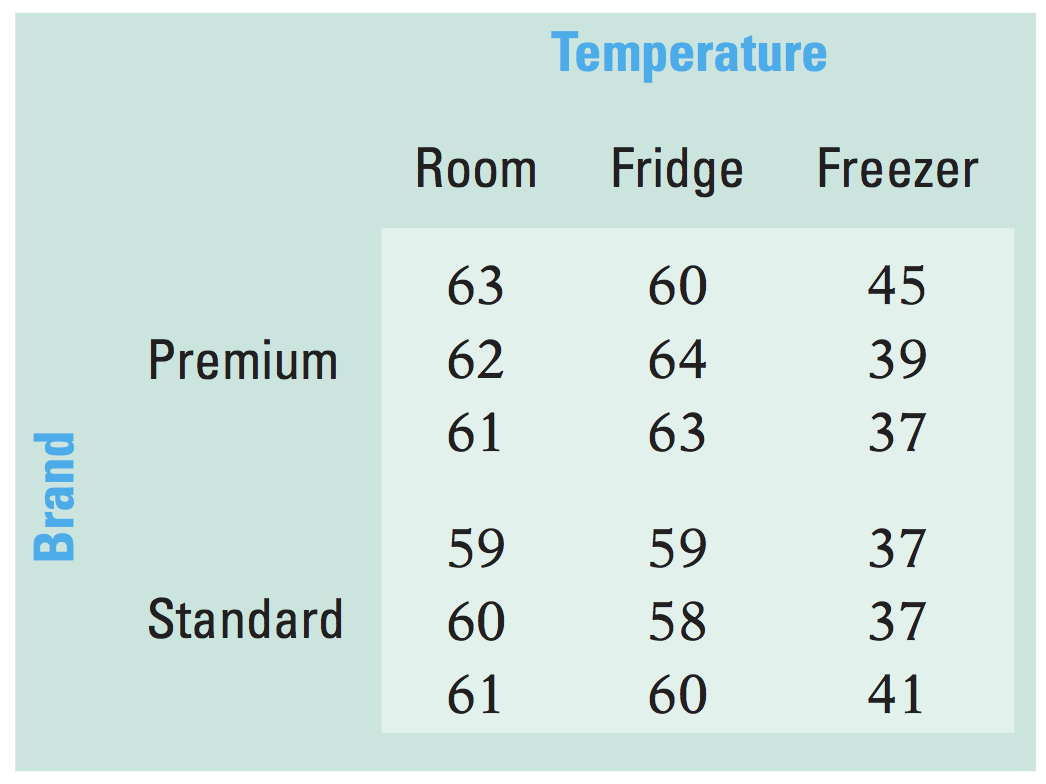 Temperature
Room Fridge Freezer
63 60 45
Premium 62 64 39
61 63 37
Brand
59 59 37
Standard 60 58 37
61 60 41